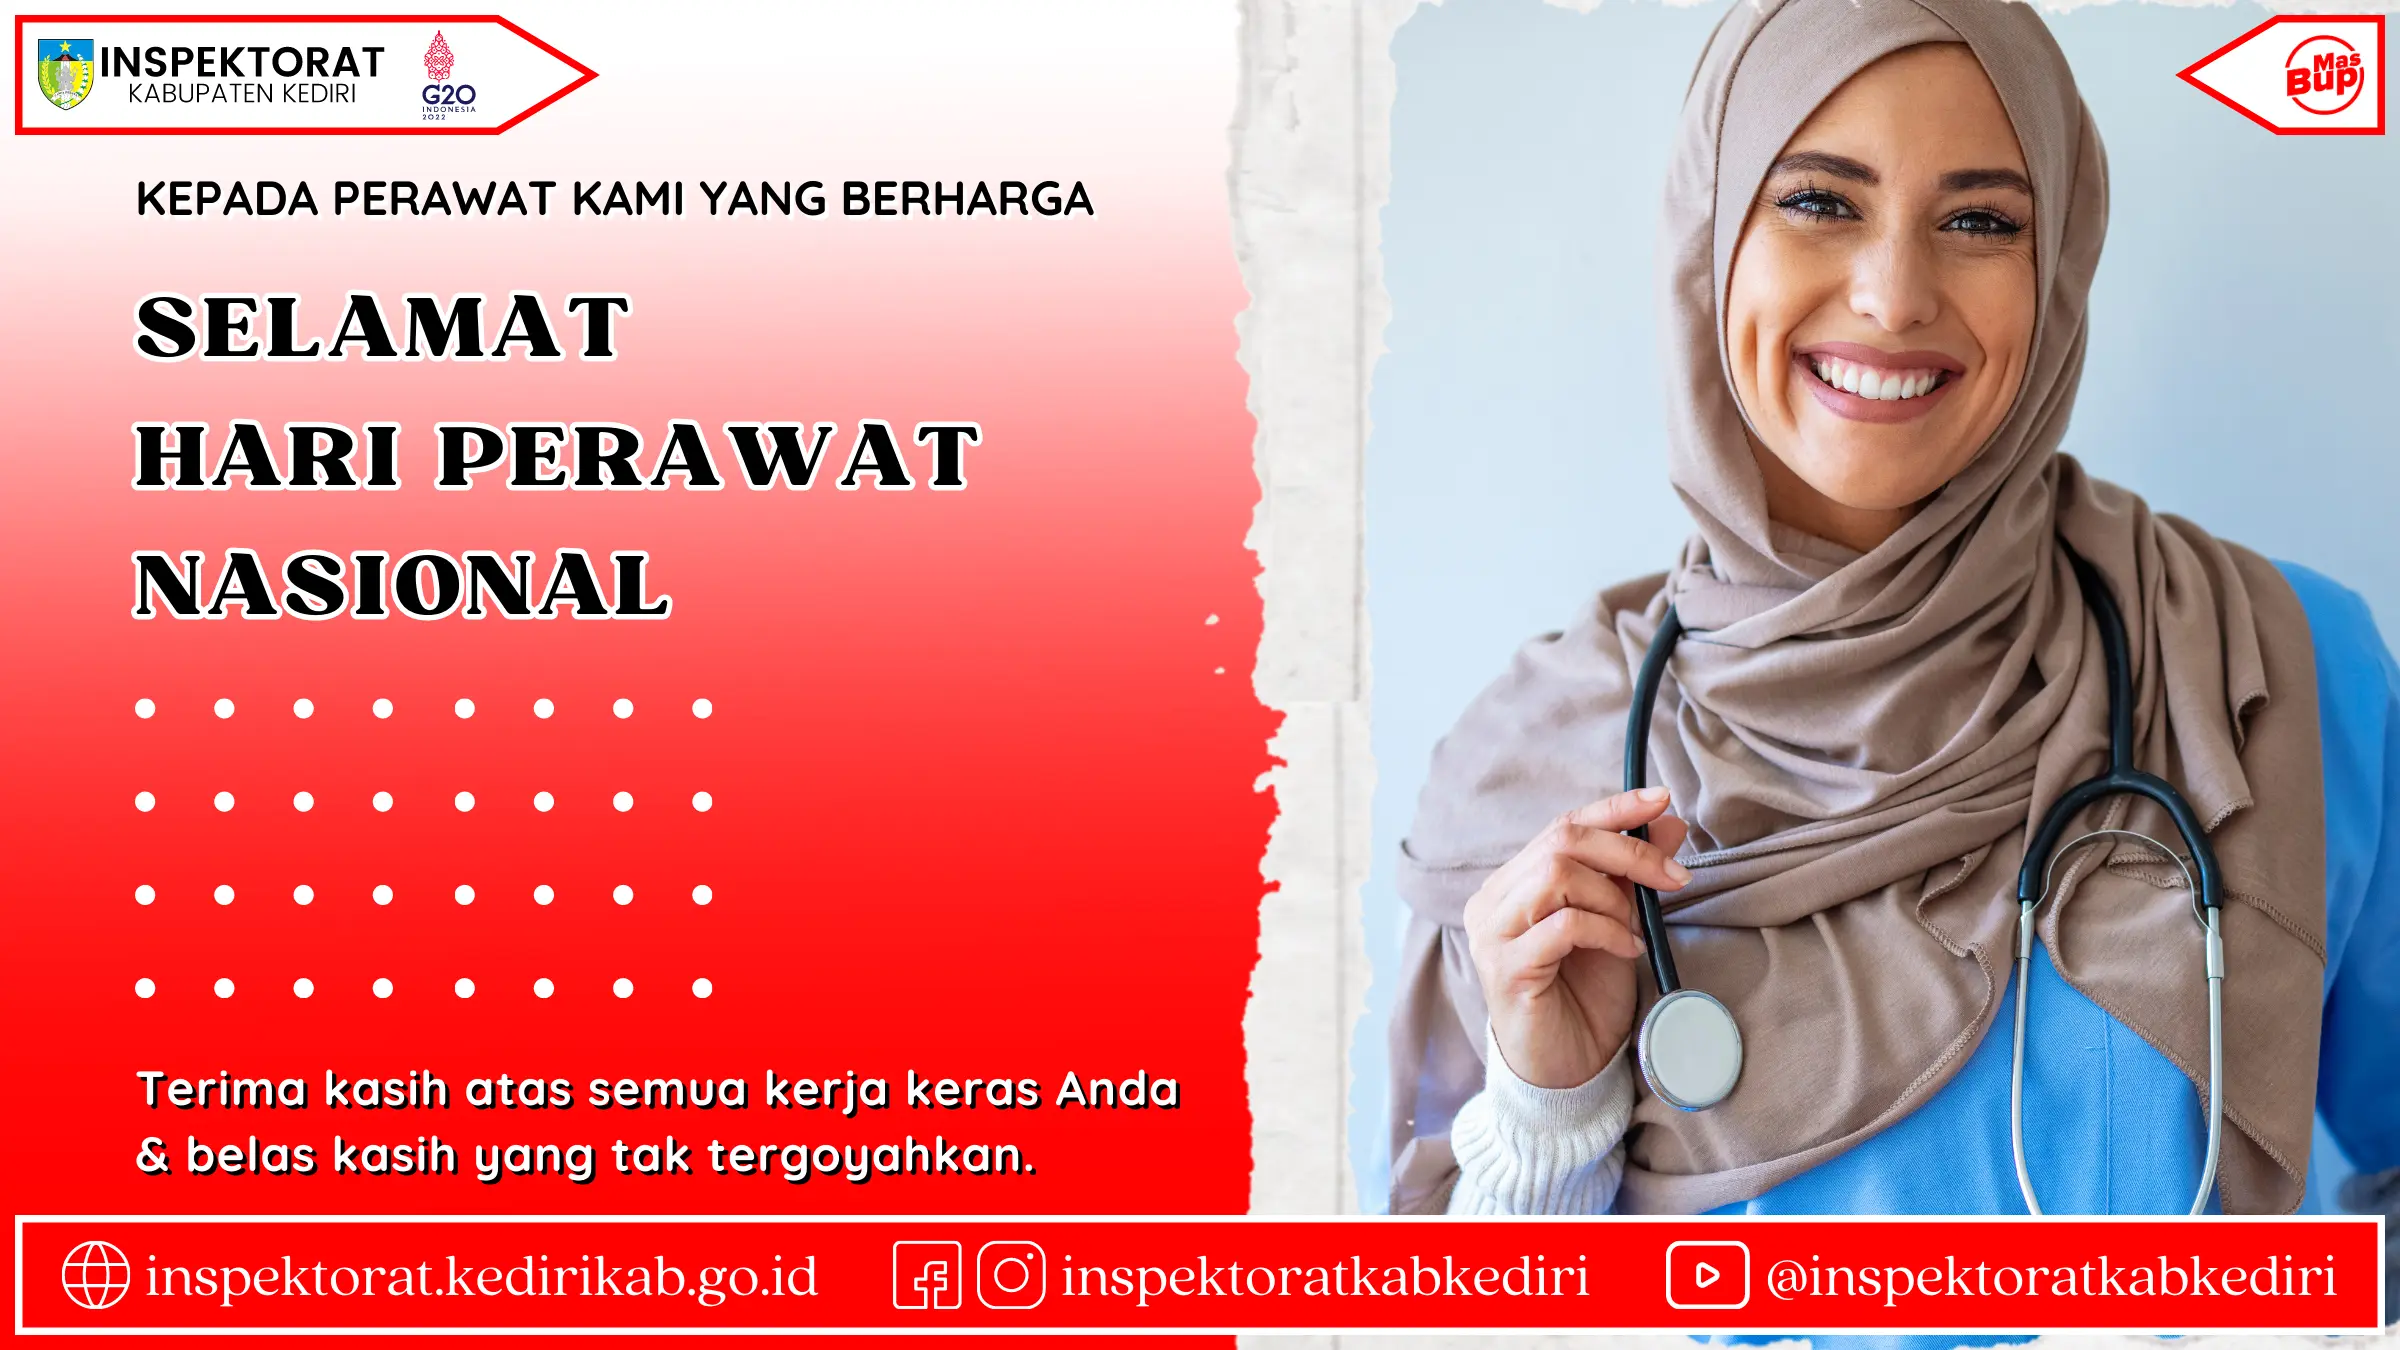 INSPEKTORAT
KABUPATEN KEDIRI
G20
INDONESIA
2022
Mas
Bup
KEPADA PERAWAT KAMI YANG BERHARGA
SELAMAT
HARI PERAWAT
NASIONAL
Terima kasih atas semua kerja keras Anda
& belas kasih yang tak tergoyahkan.
inspektorat.kedirikab.go.id
inspektoratkabkediri
@inspektoratkabkediri